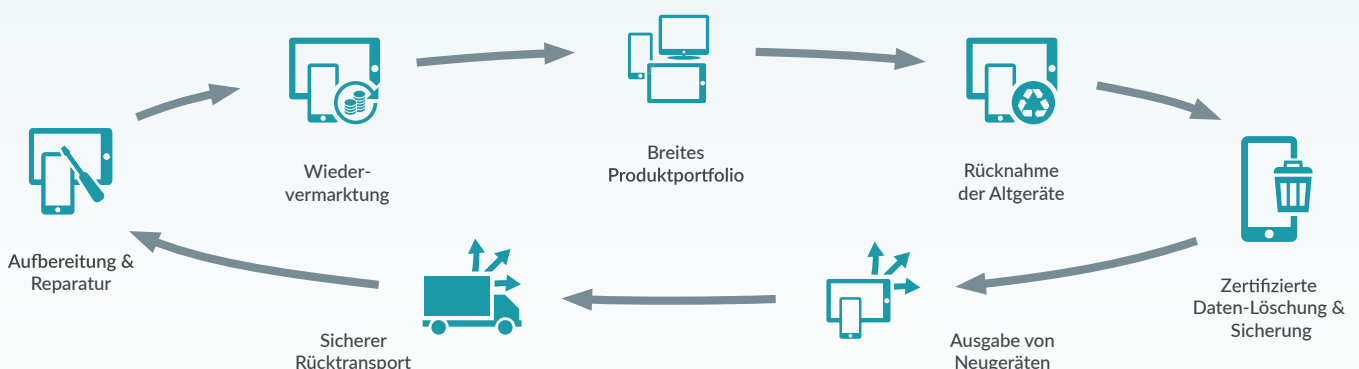 Wieder-
vermarktung
Breites
Produktportfolio
Rücknahme
der Altgeräte
Zertifizierte
Daten-Löschung &
Sicherung
Ausgabe von
Neugeräten
Sicherer
Rücktransport
Aufbereitung &
Reparatur